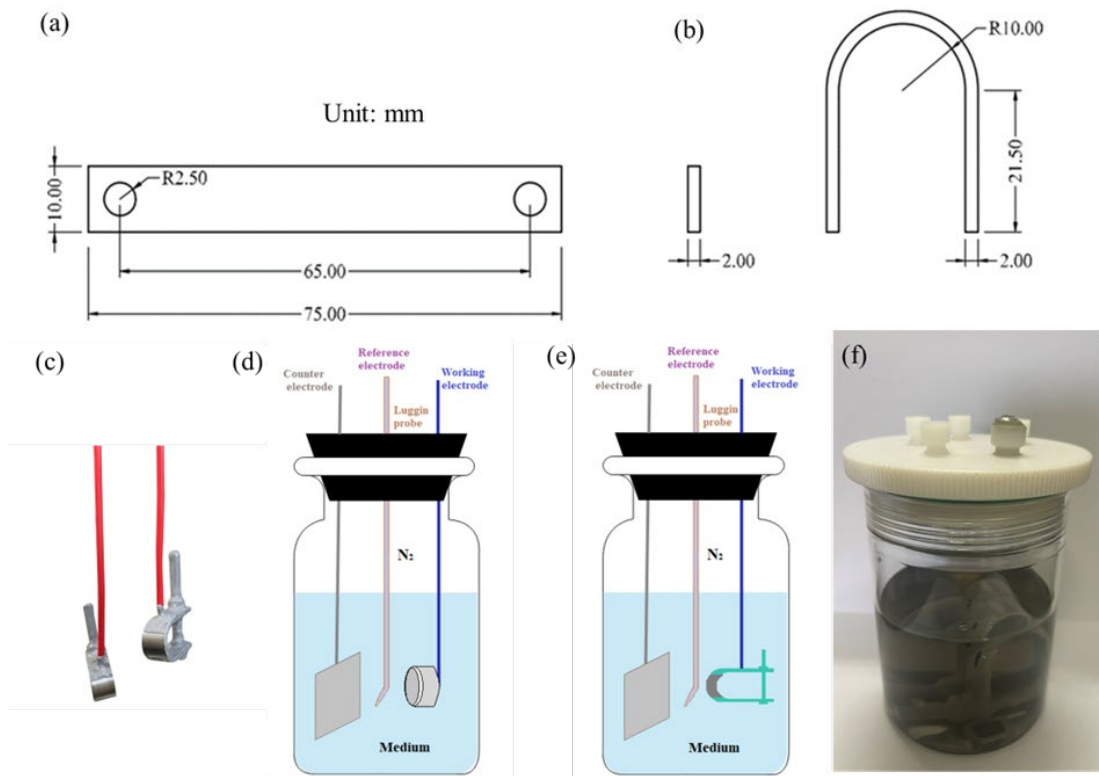 (a)
(b)
R10.00
Unit: mm
R2.50
10.00
65.00
75.00
21.50
2.00
2.00
(c)
(d)
(e)
(f)
Reference
electrode
Counter
electrode
Working
electrode
Luggin
probe
N₂
Medium
Reference
electrode
Counter
electrode
Working
electrode
Luggin
probe
N₂
Medium